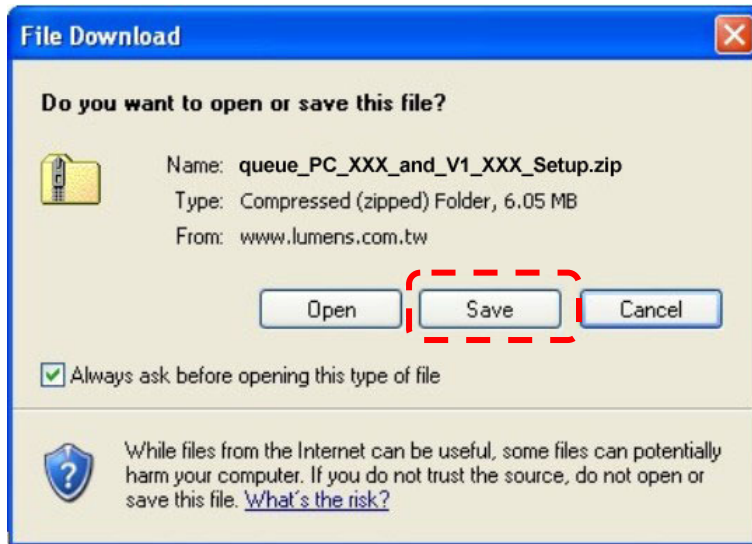 File Download
Do you want to open or save this file?
Name: queue_PC_XXX_and_V1_XXX_Setup.zip
Type: Compressed (zipped) Folder, 6.05 MB
From: www.lumens.com.tw
Open Save Cancel
Always ask before opening this type of file
While files from the Internet can be useful, some files can potentially
harm your computer. If you do not trust the source, do not open or
save this file. What's the risk?